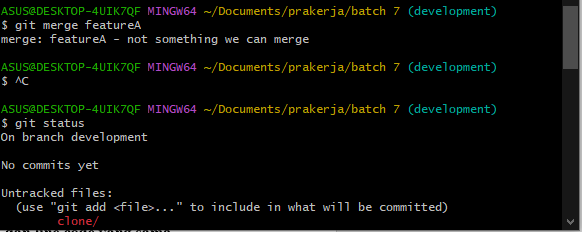 ASUS@DESKTOP-4UIK7QF MINGW64 ~/Documents/prakerja/batch 7 (development)
$ git merge featureA
merge: featureA - not something we can merge
ASUS@DESKTOP-4UIK7QF MINGW64 ~/Documents/prakerja/batch 7 (development)
$ ^C
ASUS@DESKTOP-4UIK7QF MINGW64 ~/Documents/prakerja/batch 7 (development)
$ git status
On branch development
No commits yet
Untracked files:
(use "git add <file>..." to include in what will be committed)
clone/